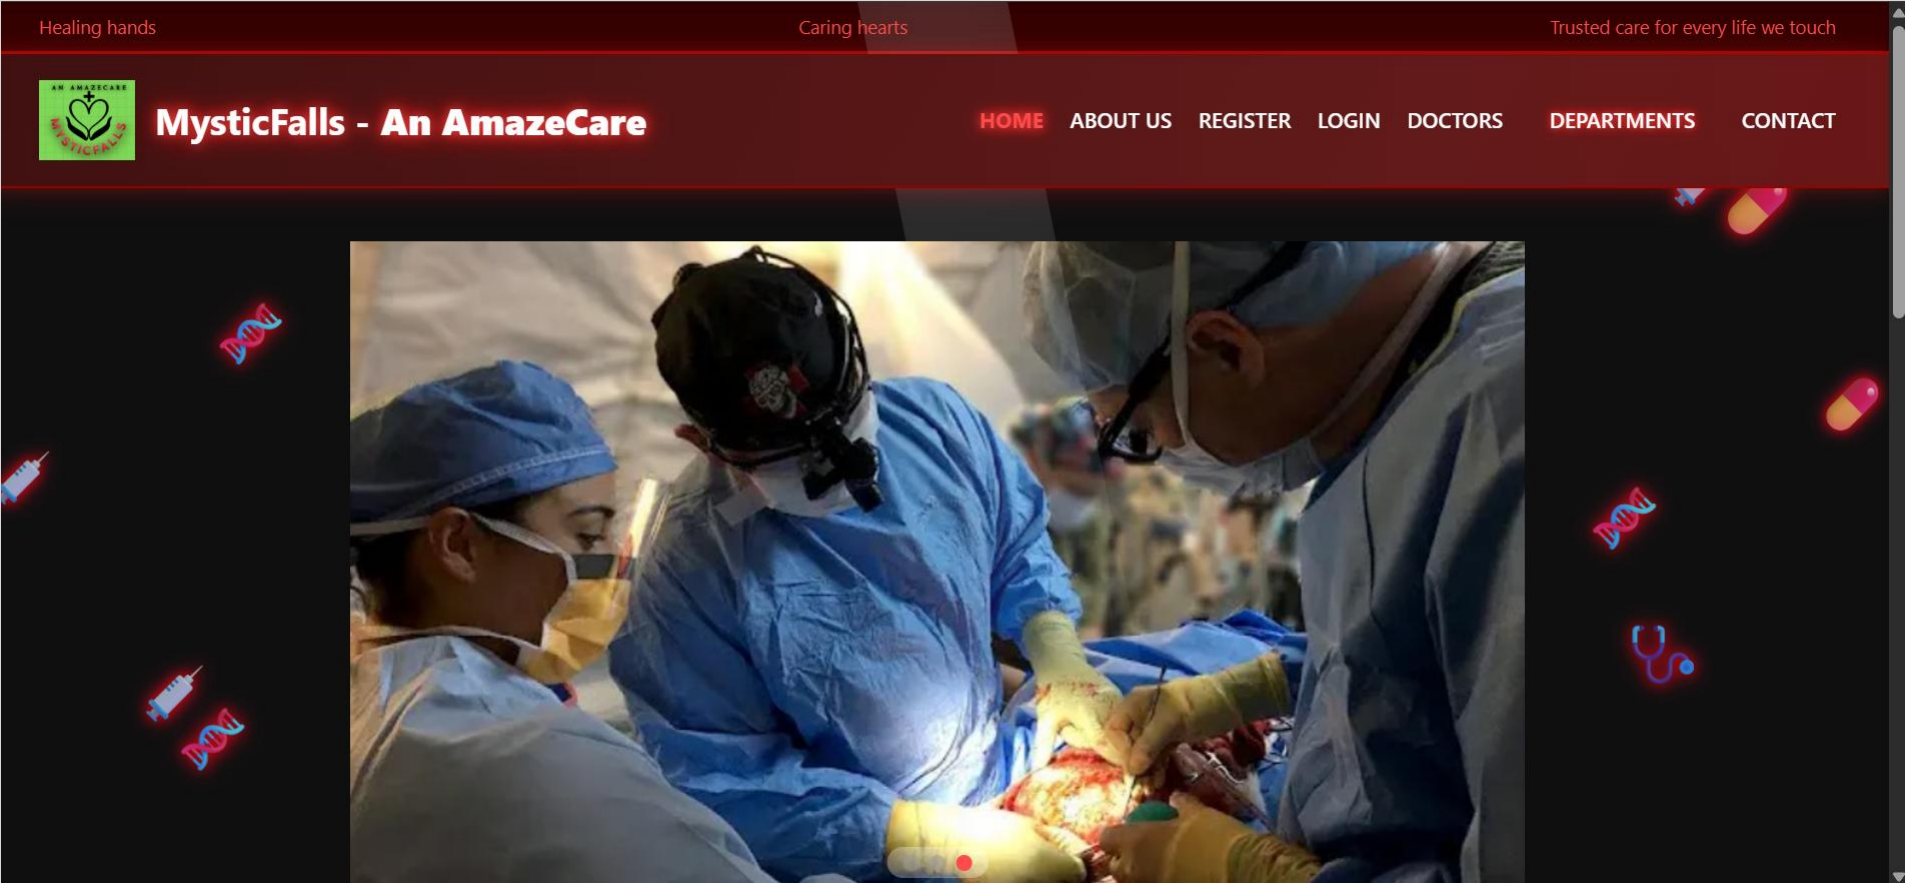 Healing hands
Caring hearts
Trusted care for every life we touch
AN AMAZECARE
MYSTICFALLS
MysticFalls - An AmazeCare
HOME ABOUT US REGISTER LOGIN DOCTORS DEPARTMENTS CONTACT